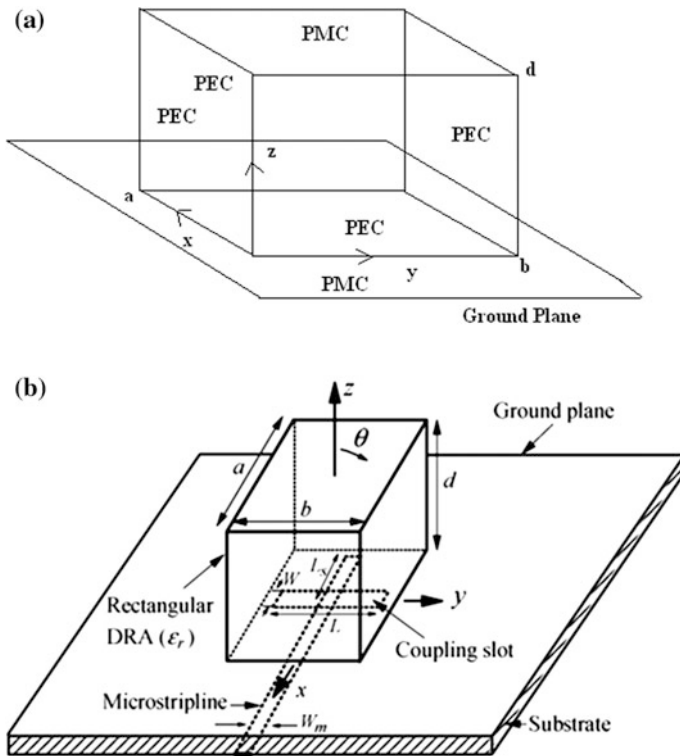 (a)
PMC
d
PEC
PEC
PEC
z
a
PEC
x
y
b
PMC
Ground Plane
(b)
z
Ground plane
θ
a
d
b
Ls
W
y
Rectangular
DRA (εr)
L
Coupling slot
x
Microstripline
Wm
Substrate